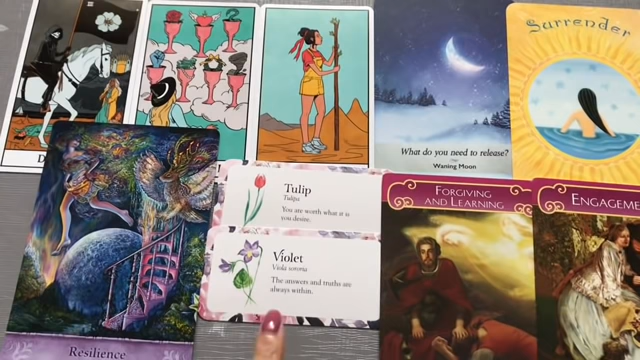 What do you need to release?
Waning Moon
Surrender
Resilience
Tulip
Tulipa
You are worth what it is
you desire.
Violet
Viola sororia
The answers and truths are
always within.
FORGIVING
AND LEARNING